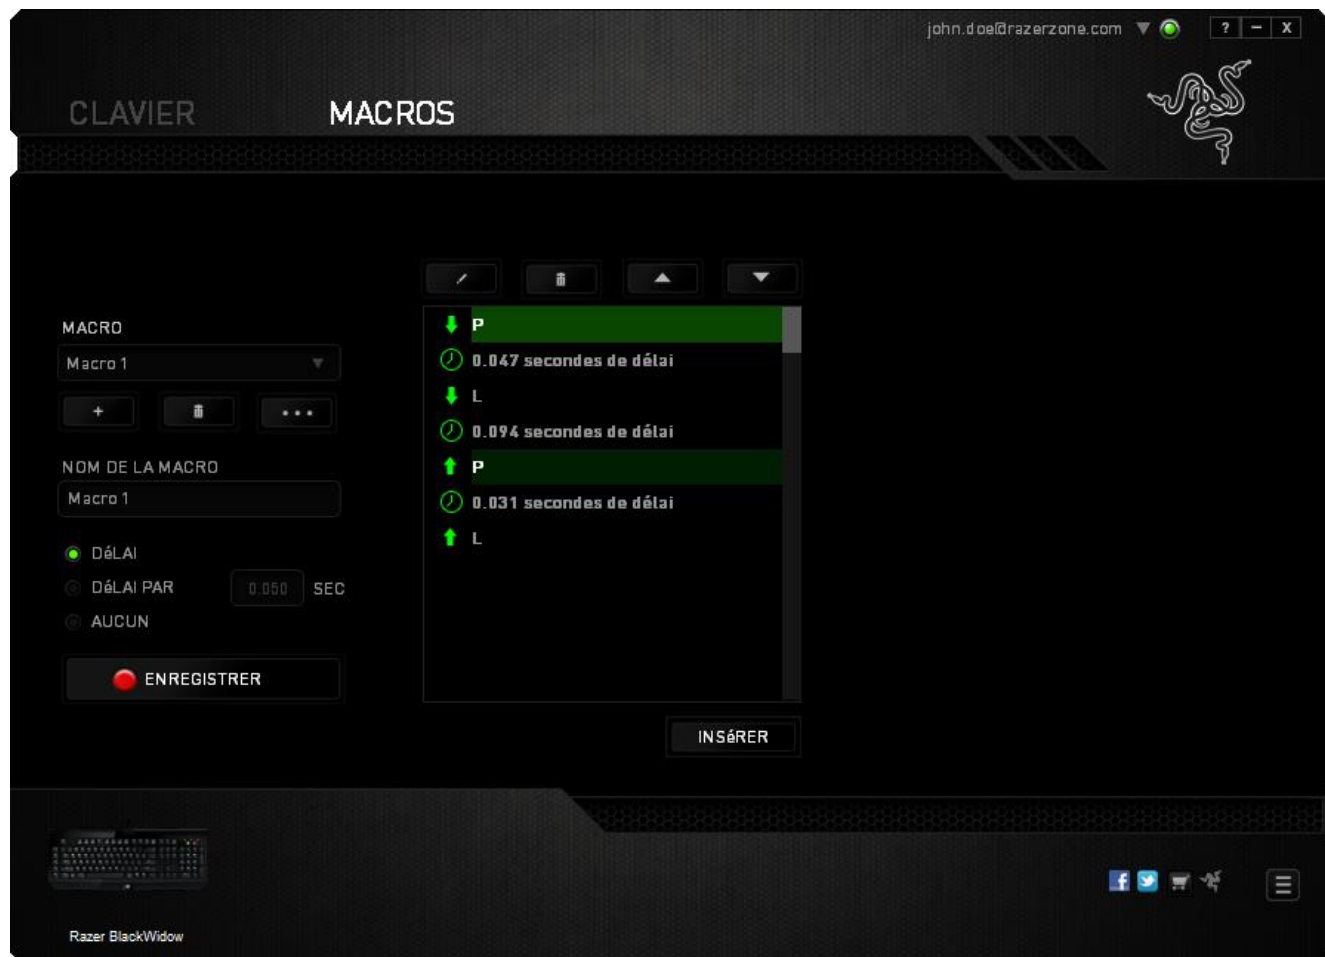 john.doe@razerzone.com
? – X
CLAVIER
MACROS
MACRO
Macro 1
+
...
NOM DE LA MACRO
Macro 1
DéLAI
DéLAI PAR 0.050 SEC
AUCUN
ENREGISTRER
P
0.047 secondes de délai
L
0.094 secondes de délai
P
0.031 secondes de délai
L
INSéRER
Razer BlackWidow
f